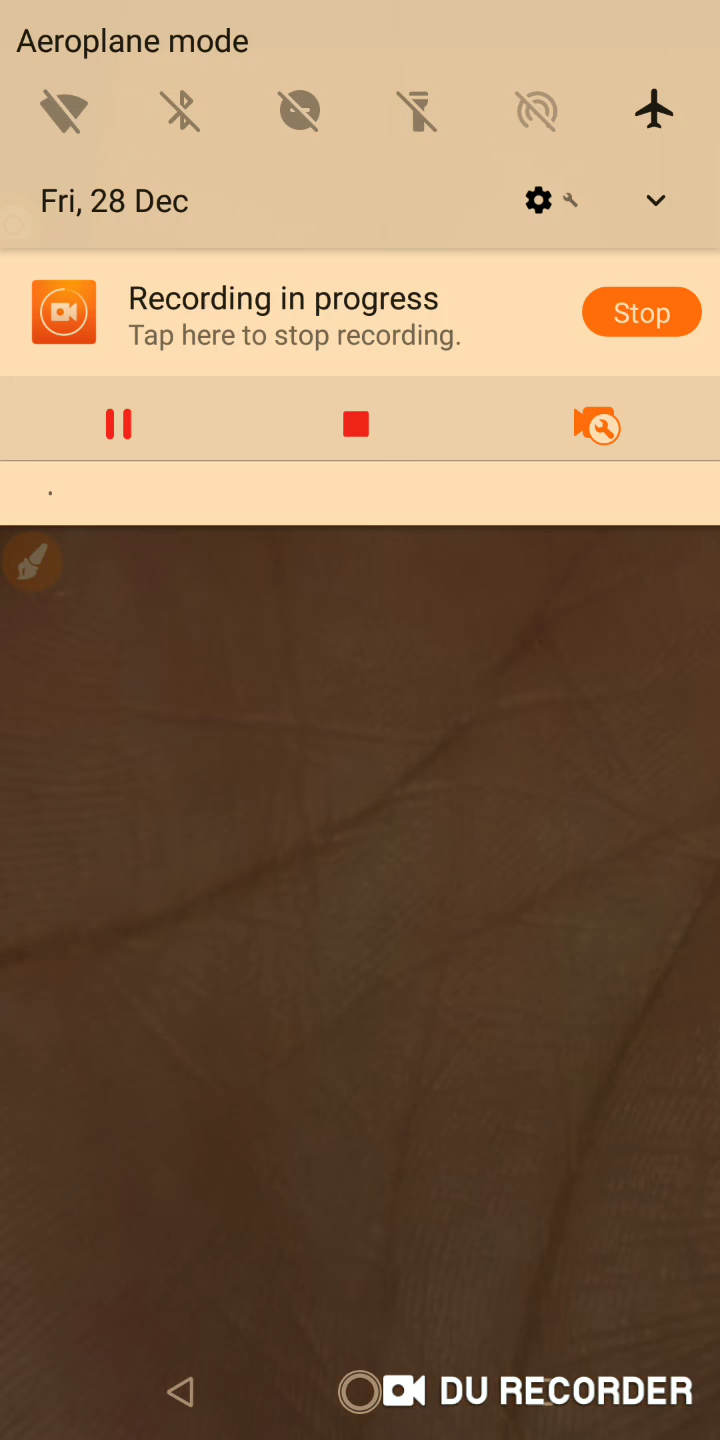 Aeroplane mode
Fri, 28 Dec
Recording in progress
Tap here to stop recording.
Stop
DU RECORDER